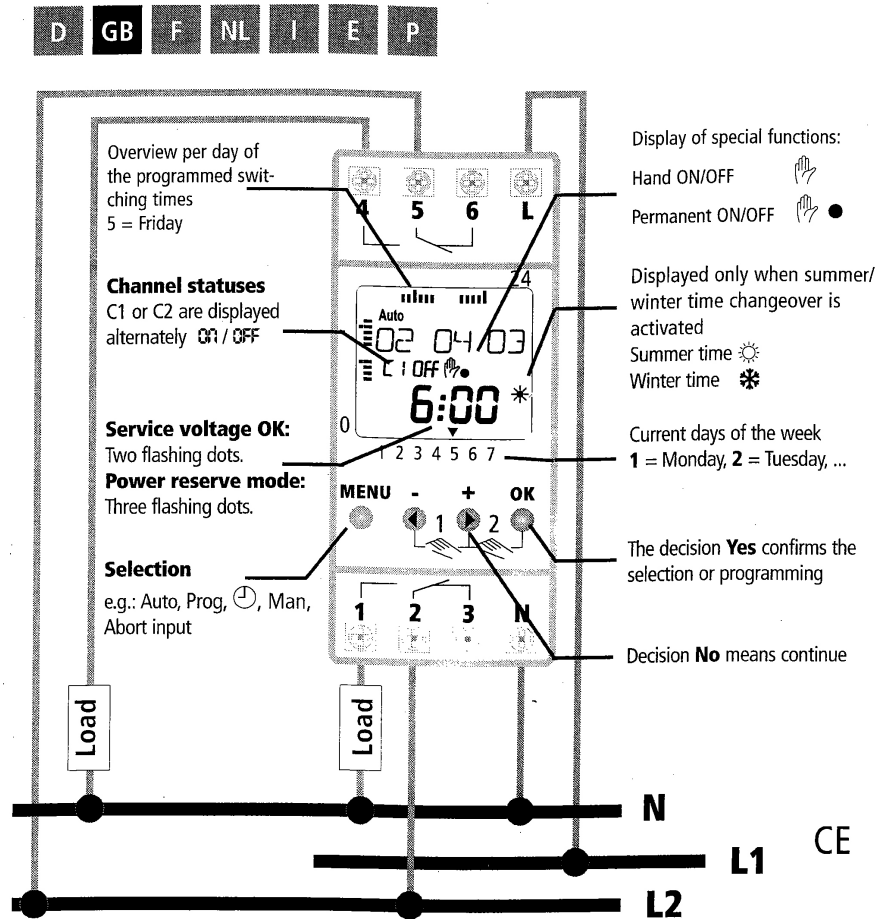 D GB F NL I E P
Overview per day of
the programmed swit-
ching times
5 = Friday
Channel statuses
C1 or C2 are displayed
alternately ON / OFF
Service voltage OK:
Two flashing dots.
Power reserve mode:
Three flashing dots.
Selection
e.g.: Auto, Prog, Man,
Abort input
4 5 6 L
24
Auto
02 04 03
C1 OFF
6:00
0
1 2 3 4 5 6 7
MENU - + OK
1 2
1 2 3 N
Display of special functions:
Hand ON/OFF
Permanent ON/OFF
Displayed only when summer/
winter time changeover is
activated
Summer time
Winter time
Current days of the week
1 = Monday, 2 = Tuesday, ...
The decision Yes confirms the
selection or programming
Decision No means continue
Load
Load
N
L1
CE
L2